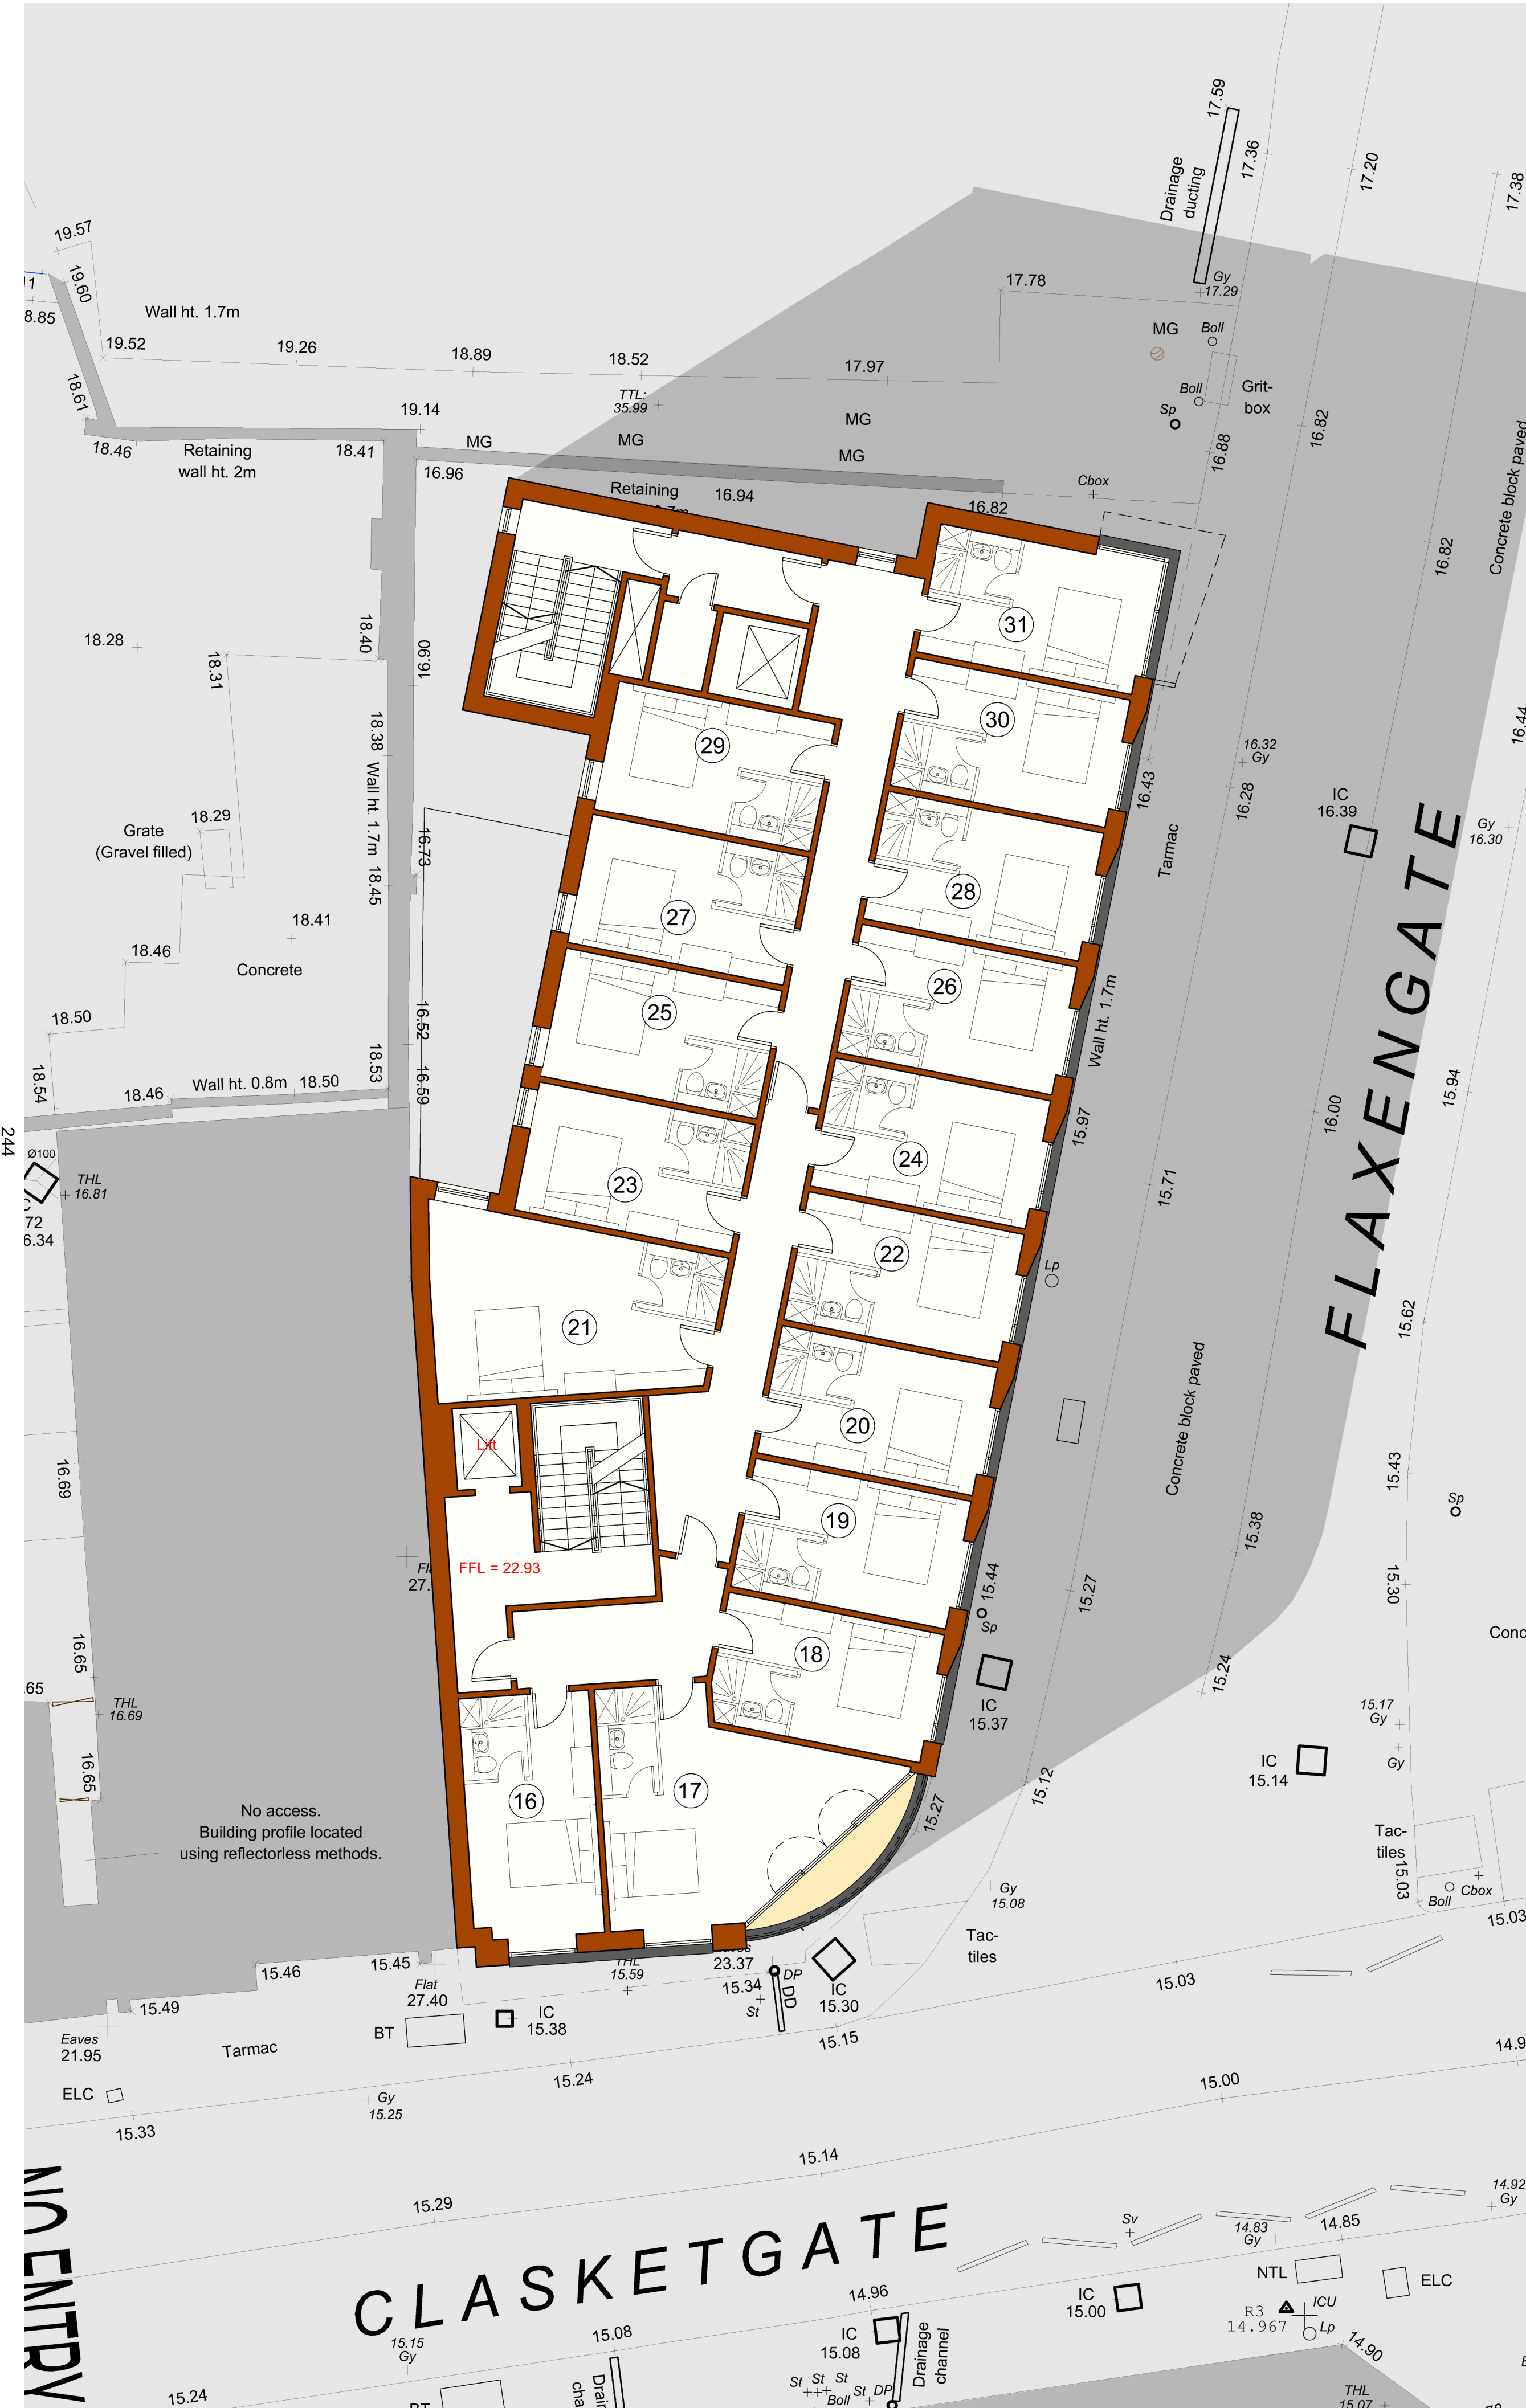 17.59
17.36
17.20
17.38
Drainage
ducting
19.57
19.60
8.85
Wall ht. 1.7m
Gy
17.29
17.78
MG
Boll
19.52
19.26
18.89
18.52
17.97
18.61
TTL:
35.99
Boll
Grit-
box
Sp
19.14
MG
16.82
18.46
Retaining
wall ht. 2m
18.41
MG
MG
MG
16.88
16.96
Retaining
16.94
Cbox
16.82
Concrete block paved
16.82
31
18.28
18.31
18.40
16.90
30
29
18.38
Wall ht. 1.7m
18.45
16.32
Gy
16.43
16.28
16.44
IC
16.39
Gy
16.30
Grate
(Gravel filled)
18.29
16.73
Tarmac
28
27
18.46
18.41
Concrete
26
25
18.50
16.52
Wall ht. 1.7m
FLAXENGATE
18.54
18.46
Wall ht. 0.8m
18.50
18.53
16.59
15.94
16.00
15.97
244
Ø100
THL
16.81
72
6.34
24
23
15.71
22
Lp
21
15.62
Concrete block paved
20
Lift
16.69
15.43
Sp
19
15.38
FFL = 22.93
27.
15.44
15.27
15.30
Sp
18
16.65
65
THL
16.69
IC
15.37
15.24
15.17
Gy
Conc
Gy
IC
15.14
16.65
16
17
15.12
15.27
No access.
Building profile located
using reflectorless methods.
Tac-
tiles
15.03
Boll
Cbox
15.03
Gy
15.08
Tac-
tiles
15.46
15.45
Flat
27.40
THL
15.59
23.37
15.34
St
DP
DD
IC
15.30
15.03
15.49
Eaves
21.95
Tarmac
BT
IC
15.38
15.15
14.9
ELC
Gy
15.25
15.24
15.00
15.33
15.14
15.29
NO ENTRY
CLASKETGATE
Sv
14.83
Gy
14.85
14.92
Gy
NTL
ELC
IC
15.00
14.96
R3
14.967
ICU
Lp
15.15
Gy
15.08
IC
15.08
Drainage
channel
14.90
15.24
St
St
St
Boll
St
DP
THL
15.07